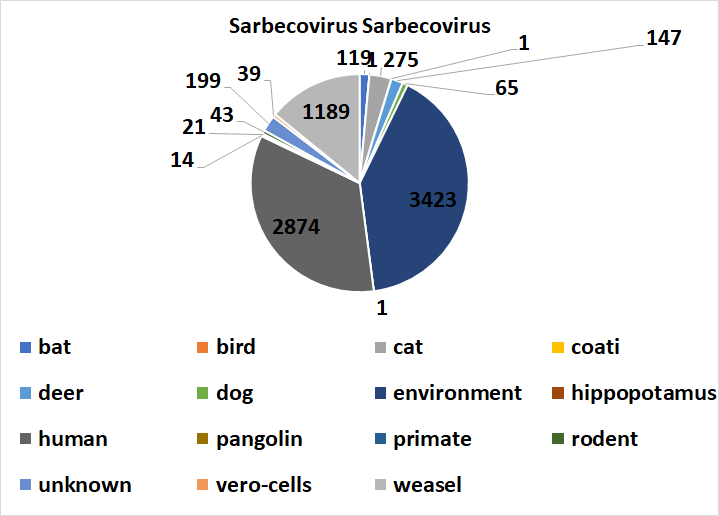 Sarbecovirus Sarbecovirus
119 1 275 1 147
65
39
199
1189
43
21
14
3423
2874
1
bat bird cat coati
deer dog environment hippopotamus
human pangolin primate rodent
unknown vero-cells weasel